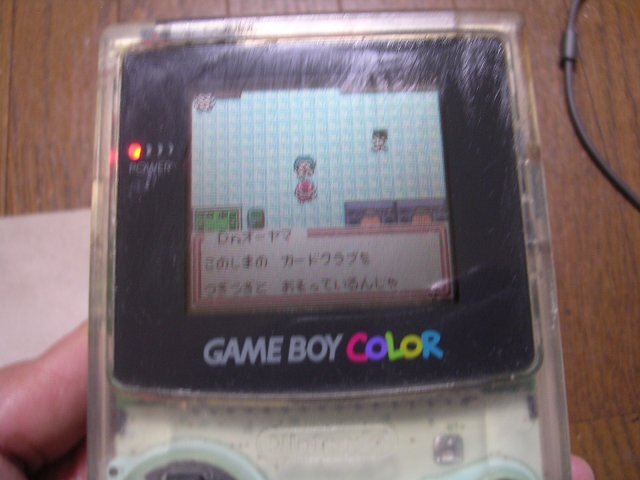 POWER
Dr.オーヤマ
このしまの カードクラブを
つぎつぎと おそっているんじゃ
GAME BOY COLOR
Nintendo